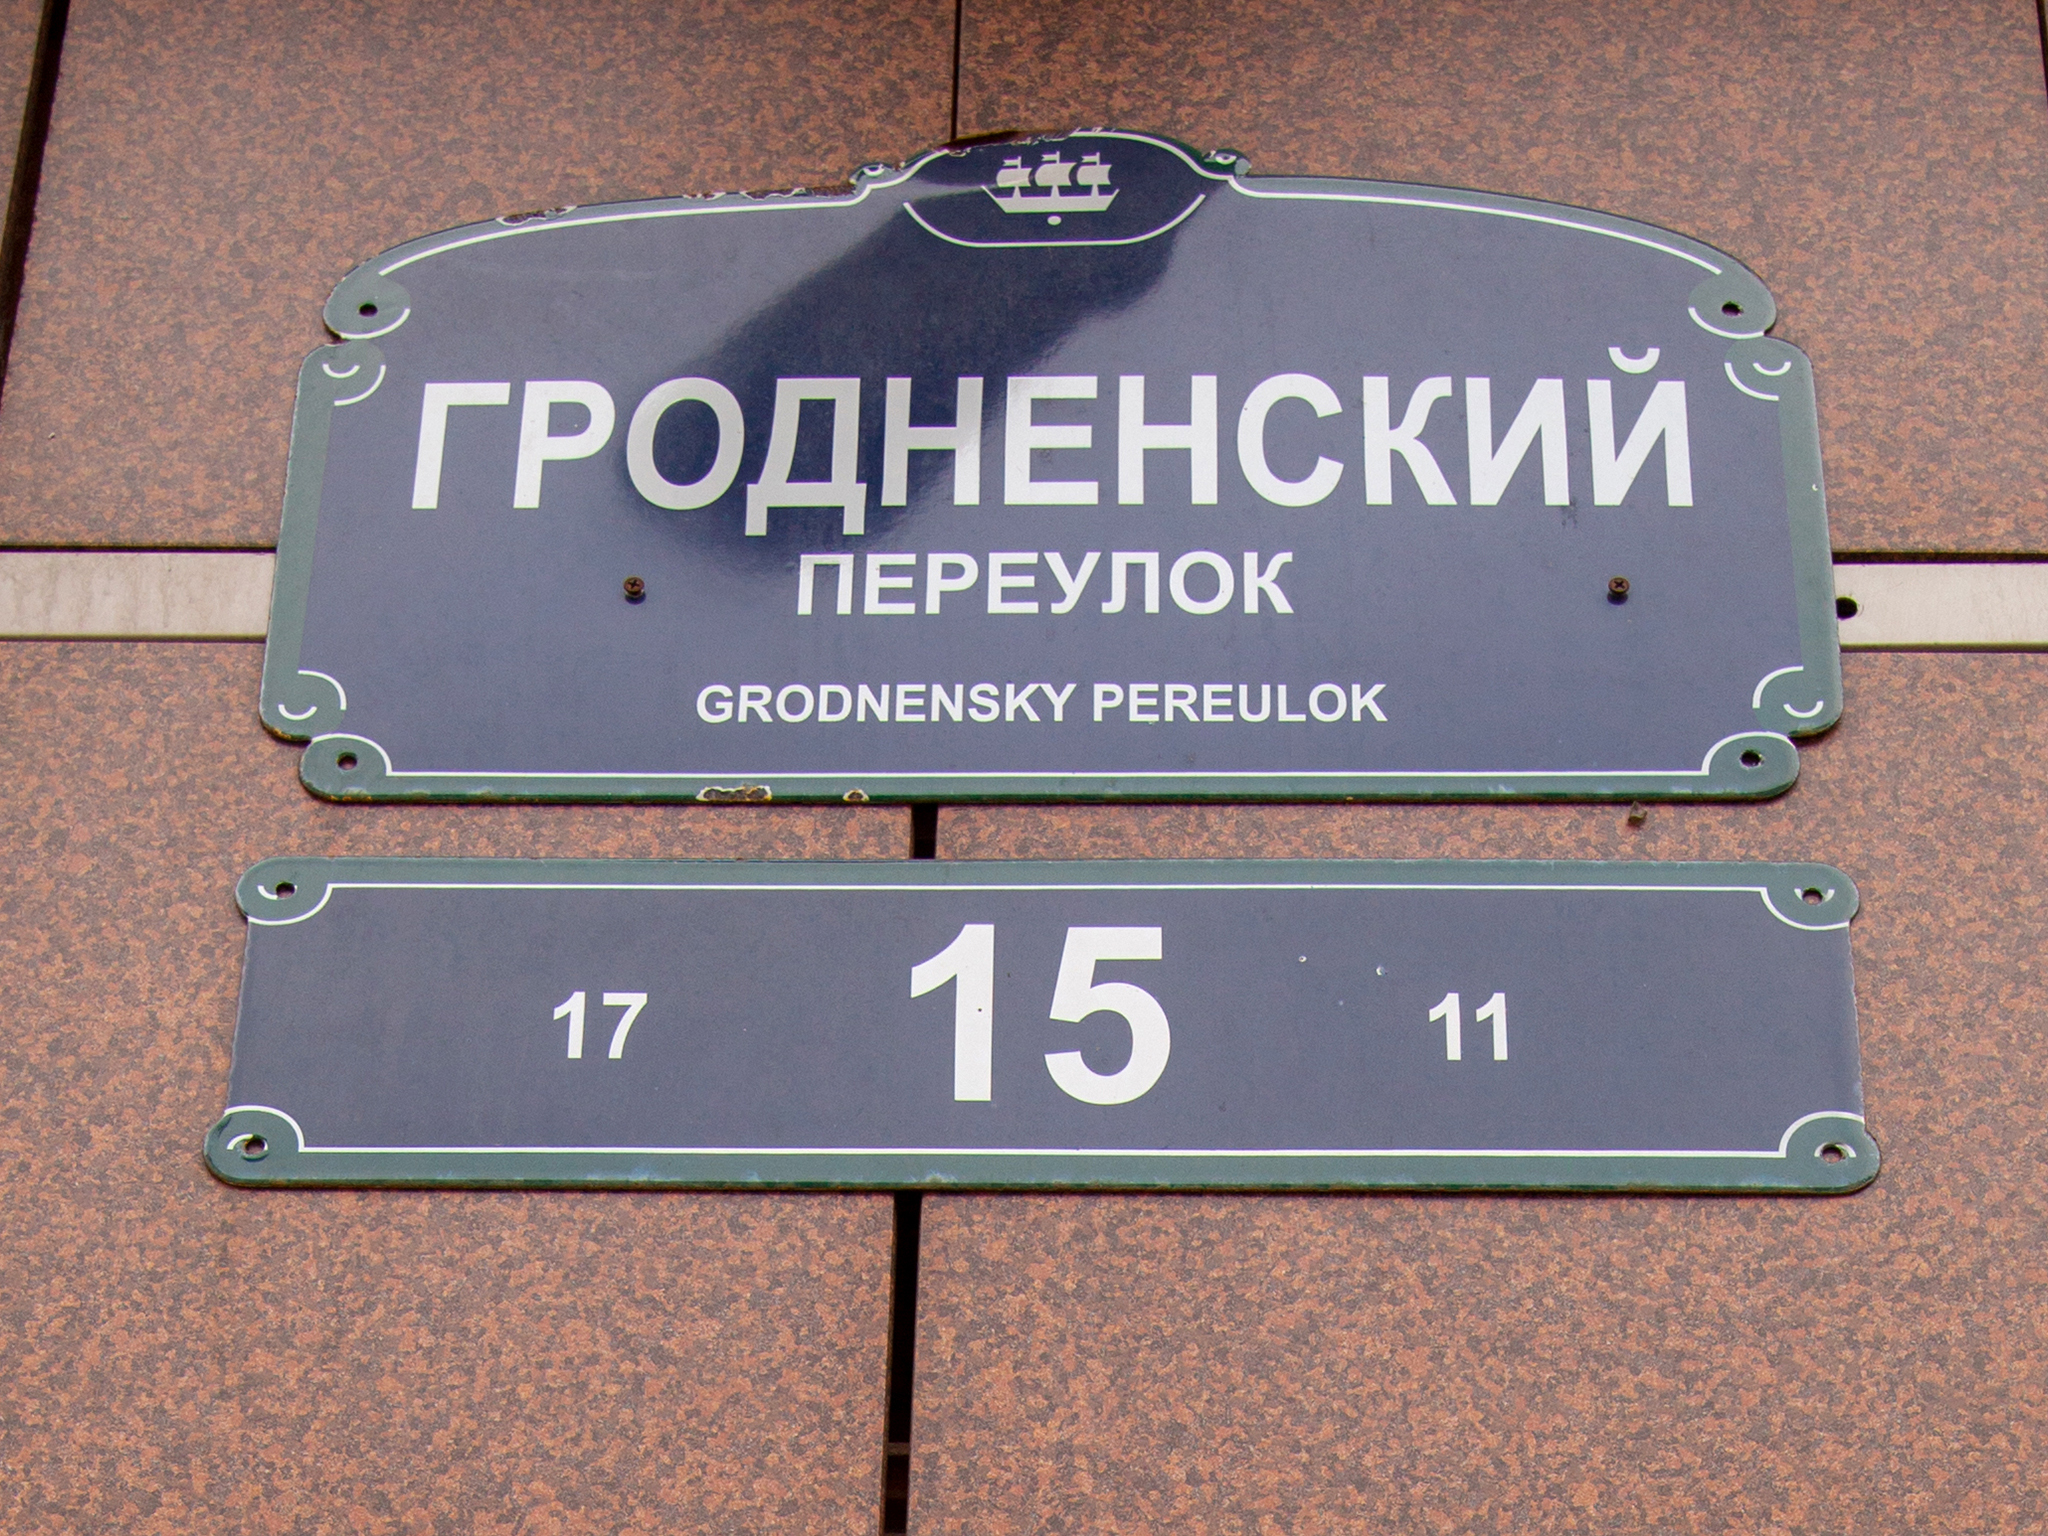 ГРОДНЕНСКИЙ
ПЕРЕУЛОК
GRODNENSKY PEREULOK
17 15 11